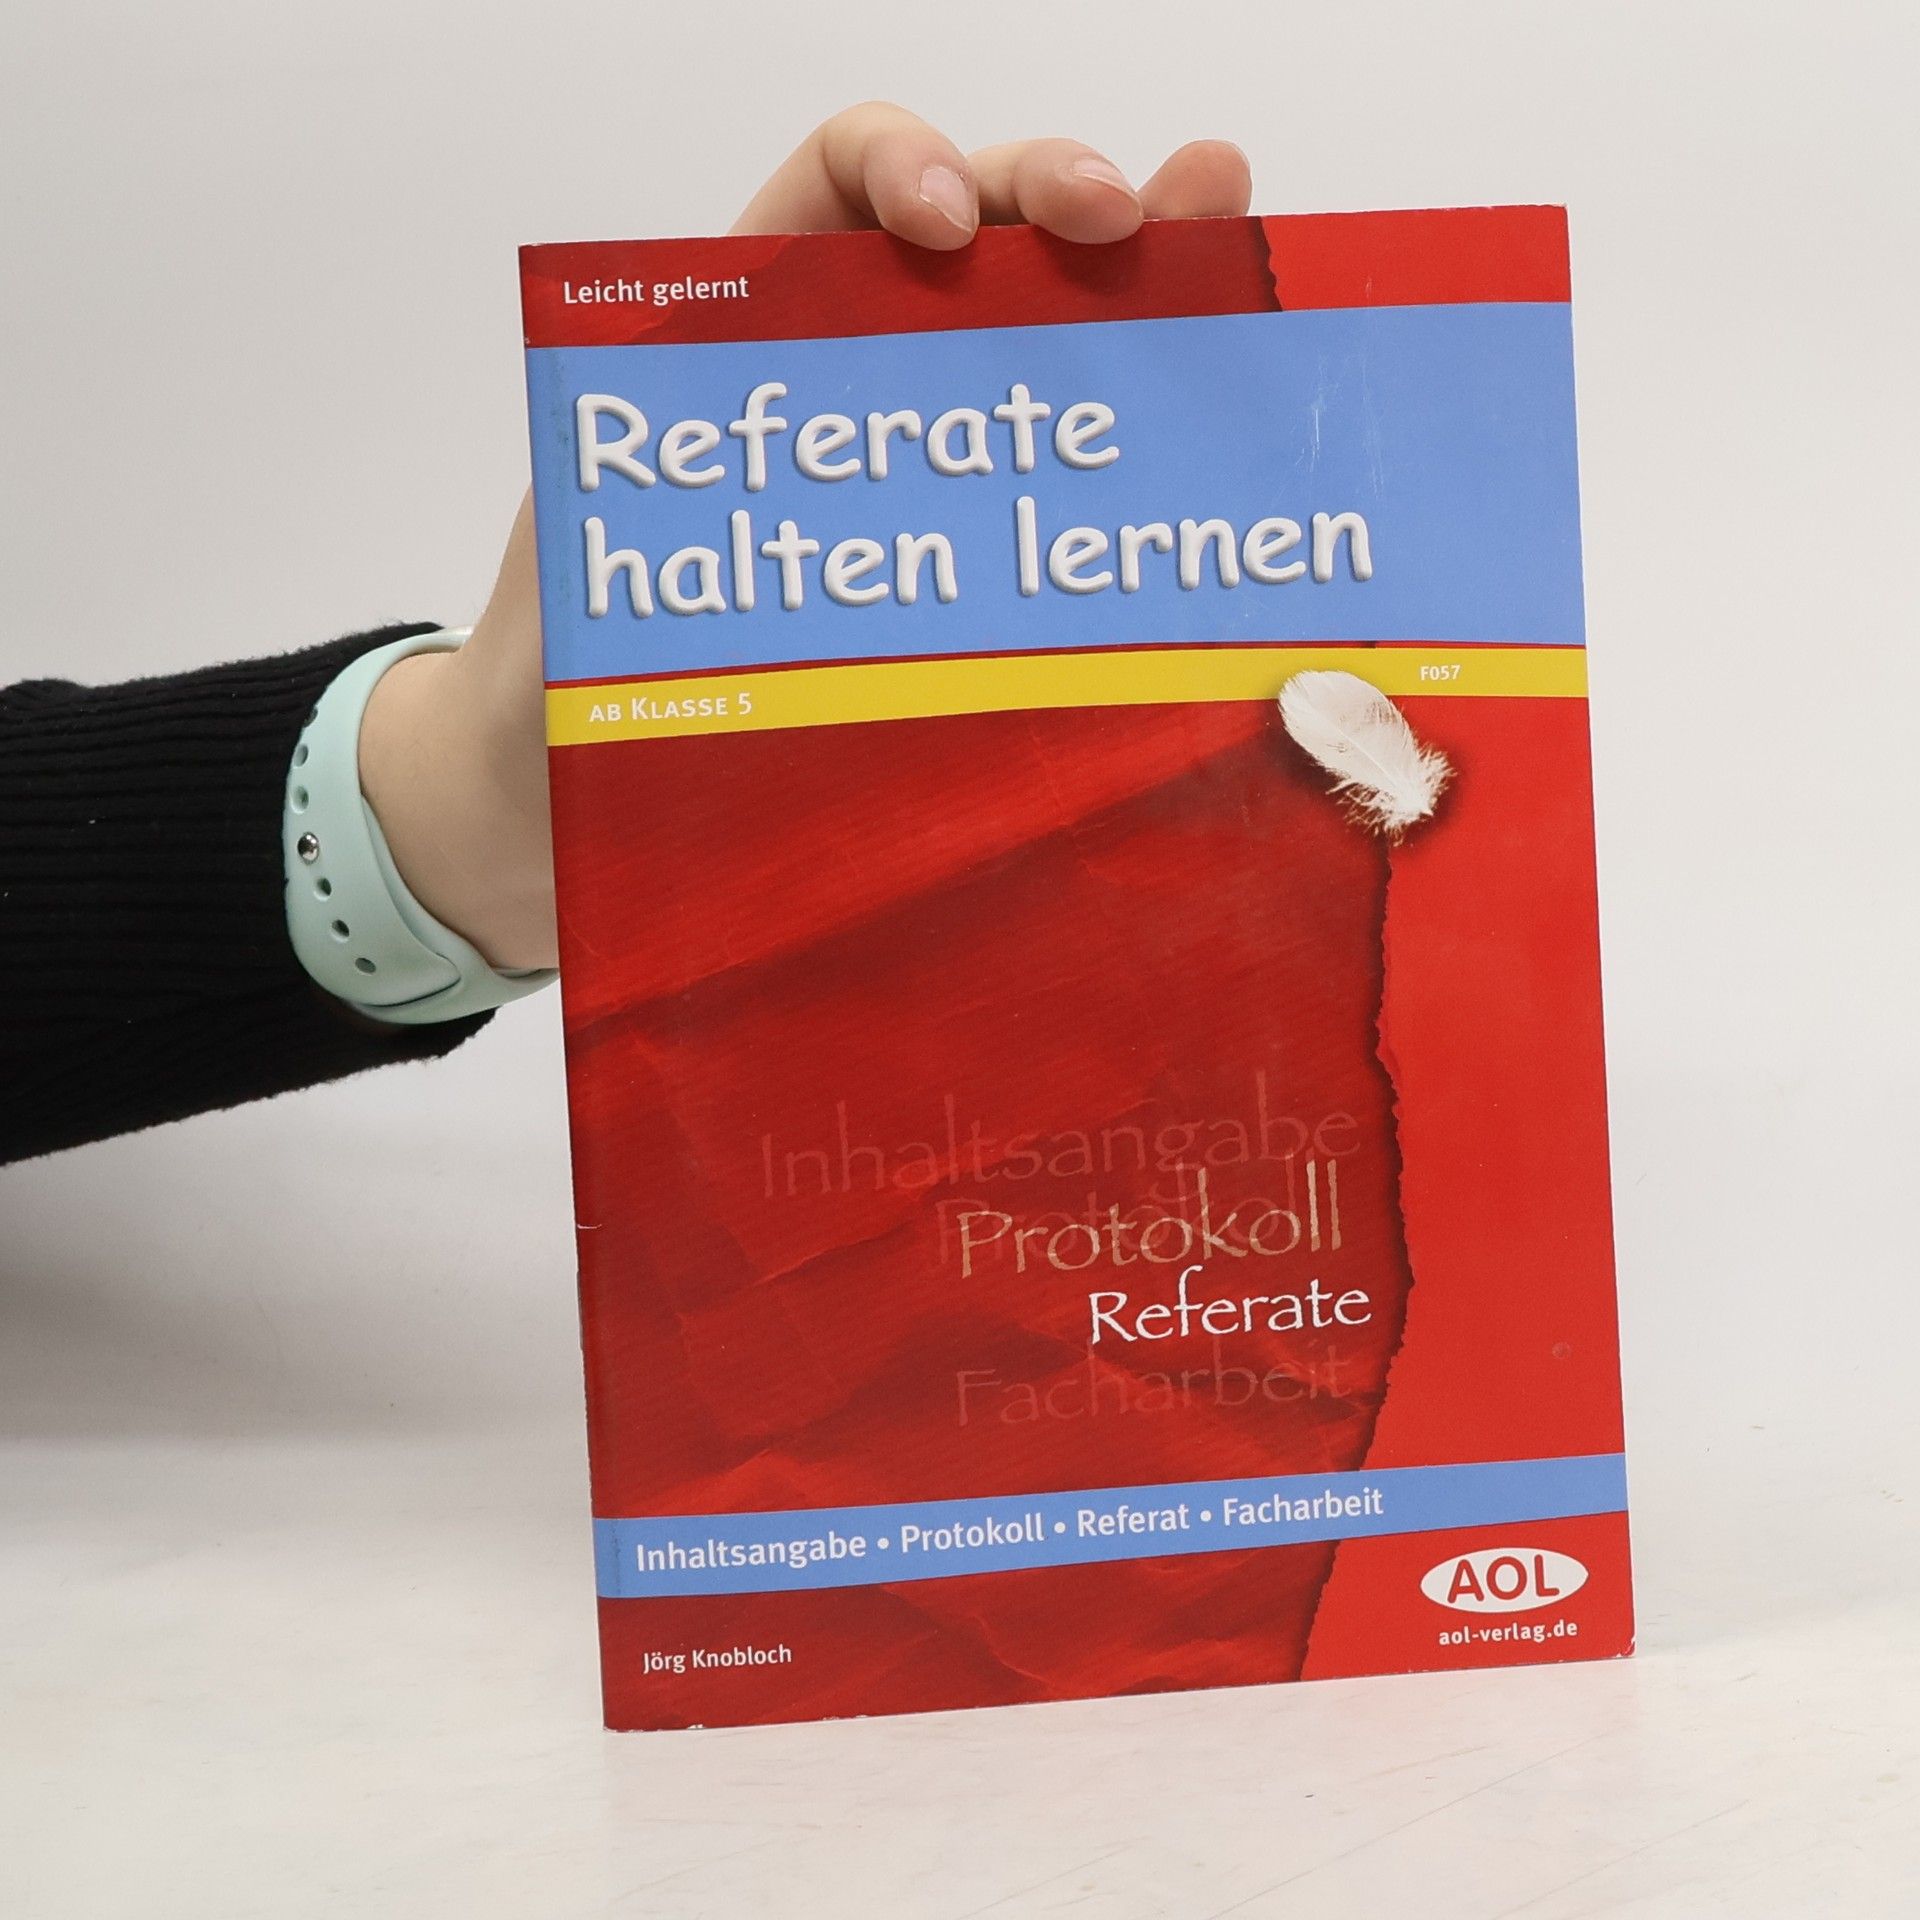 Leicht gelernt
Referate
halten lernen
AB KLASSE 5
F057
Inhaltsangabe
Protokoll
Protokoll
Referate
Facharbeit
Inhaltsangabe • Protokoll • Referat • Facharbeit
AOL
aol-verlag.de
Jörg Knobloch